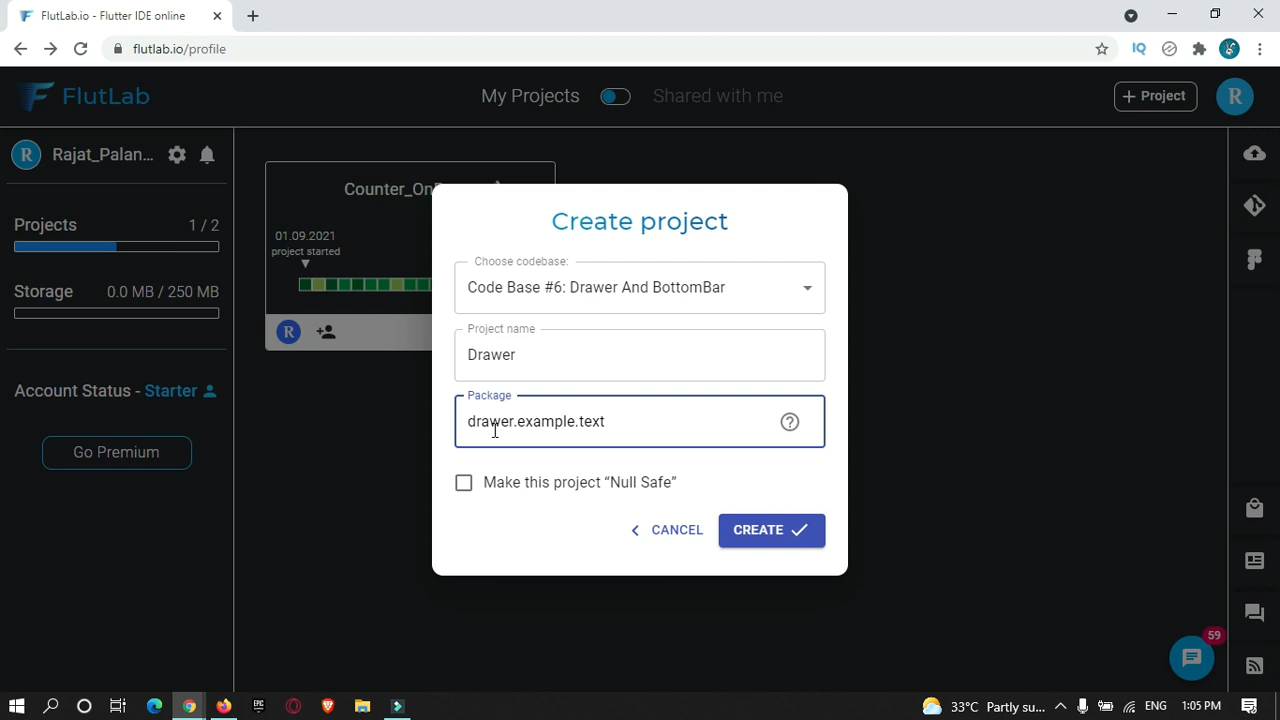 FlutLab.io - Flutter IDE online
flutlab.io/profile
IQ
FlutLab
My Projects
Shared with me
+ Project
R
R
Rajat_Palan...
Projects
1 / 2
Storage
0.0 MB / 250 MB
Account Status - Starter
Go Premium
01.09.2021
project started
R
Create project
Choose codebase:
Code Base #6: Drawer And BottomBar
Project name
Drawer
Package
drawer.example.text
Make this project “Null Safe”
CANCEL
CREATE
59
EPIC
33°C Partly su...
ENG
1:05 PM